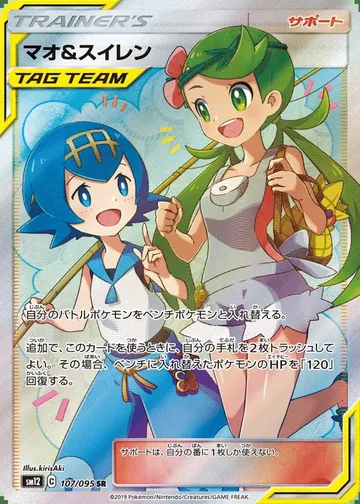 TRAINER'S
サポート
マオ&スイレン
TAG TEAM
自分のバトルポケモンをベンチポケモンと入れ替える。
追加で、このカードを使うときに、自分の手札を2枚トラッシュして
よい。その場合、ベンチに入れ替えたポケモンのHPを「120」
回復する。
サポートは、自分の番に1枚しか使えない。
Illus.kirisAki
sm12 C 107/095 SR
©2019 Pokémon/Nintendo/Creatures/GAME FREAK.